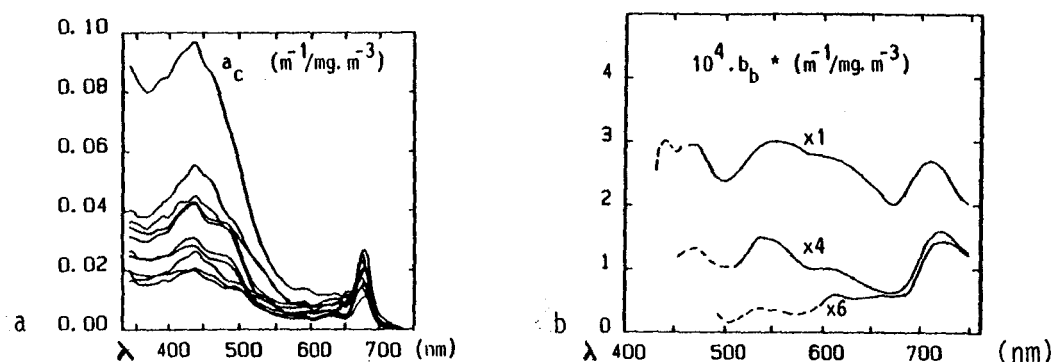 0.10
0.08
0.06
0.04
0.02
0.00
a_c (m^-1/mg.m^-3)
a
λ 400 500 600 700 (nm)
4
3
2
1
0
10^4.b_b * (m^-1/mg.m^-3)
x1
x4
x6
b
λ 400 500 600 700 (nm)